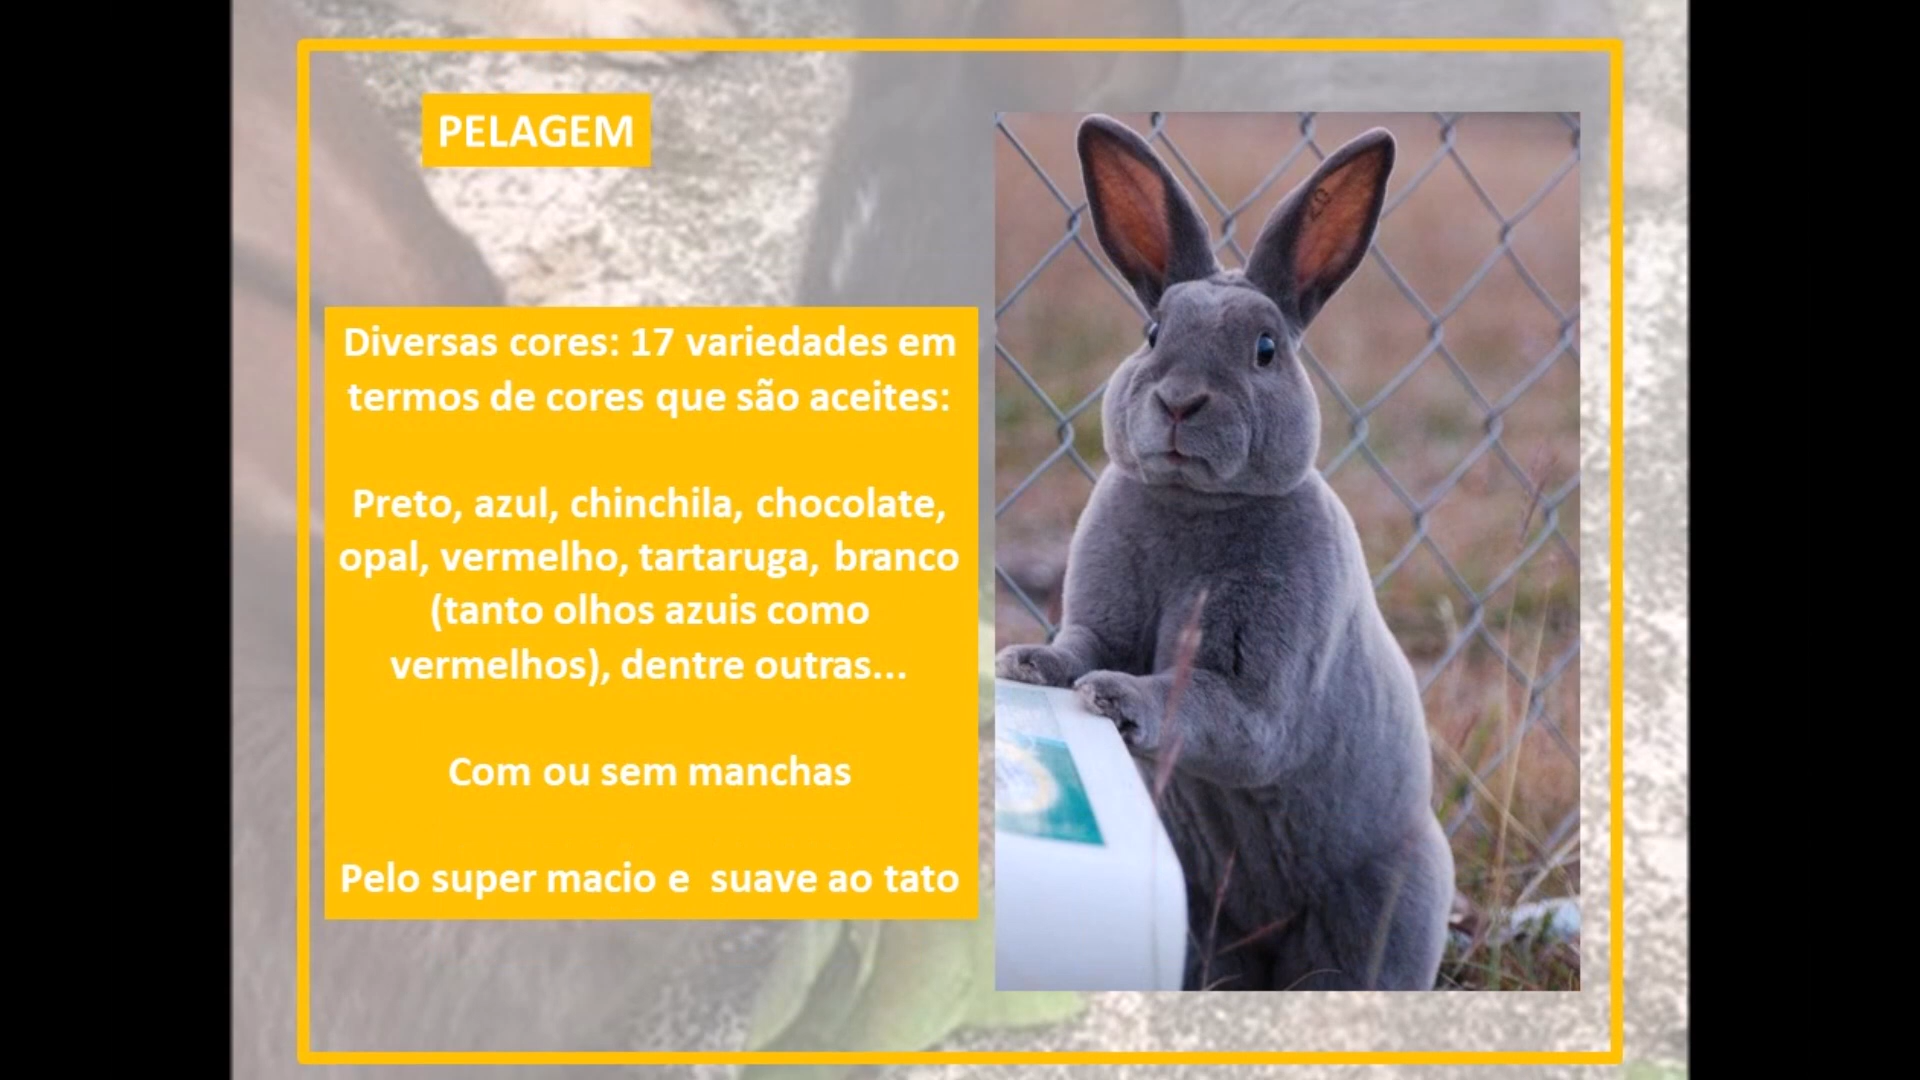 PELAGEM
Diversas cores: 17 variedades em
termos de cores que são aceites:
Preto, azul, chinchila, chocolate,
opal, vermelho, tartaruga, branco
(tanto olhos azuis como
vermelhos), dentre outras...
Com ou sem manchas
Pelo super macio e  suave ao tato